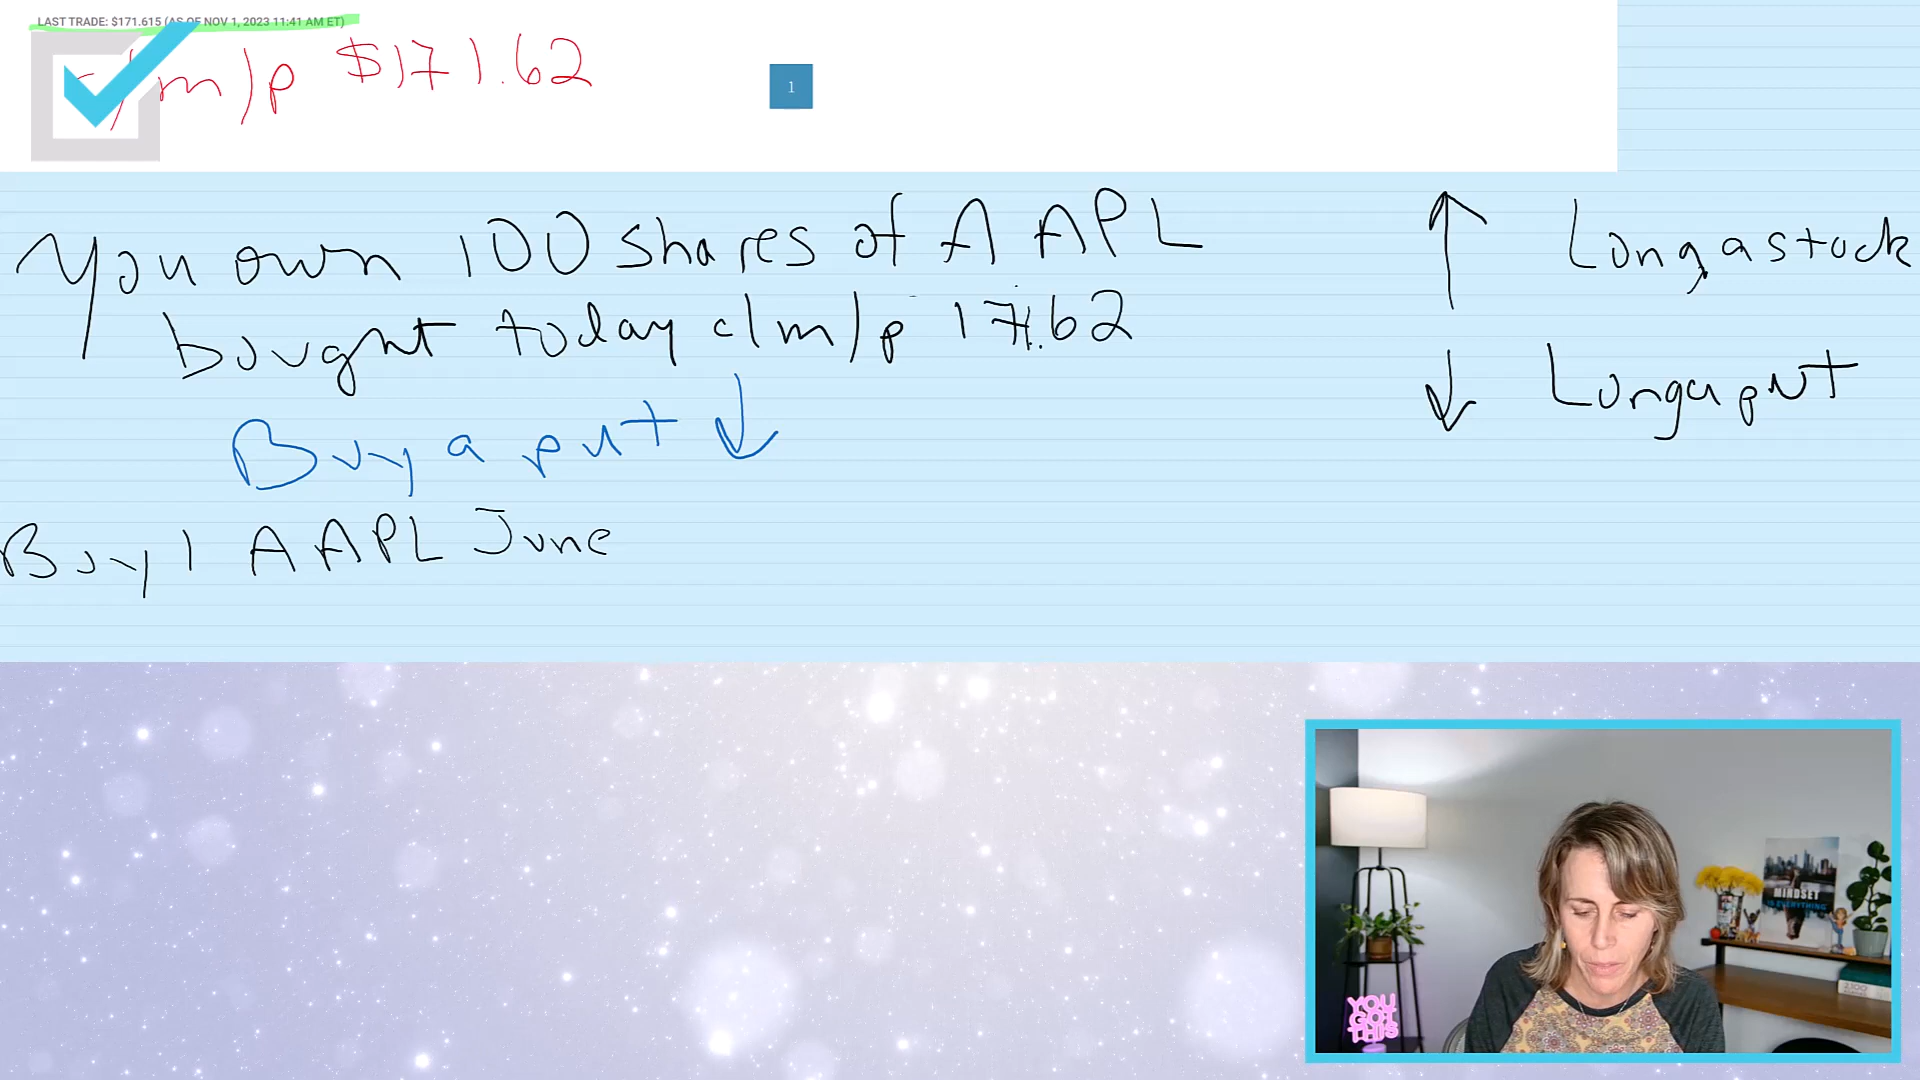 LAST TRADE: $171.615 (AS OF NOV 1, 2023 11:41 AM ET)
/m/p $171.62
1
You own 100 shares of AAPL
bought today c/m/p 171.62
Buy a put ↓
Buy 1 AAPL June
↑ Long a stock
↓ Long a put
MINDSET
IS EVERYTHING
YOU
GOT
THIS